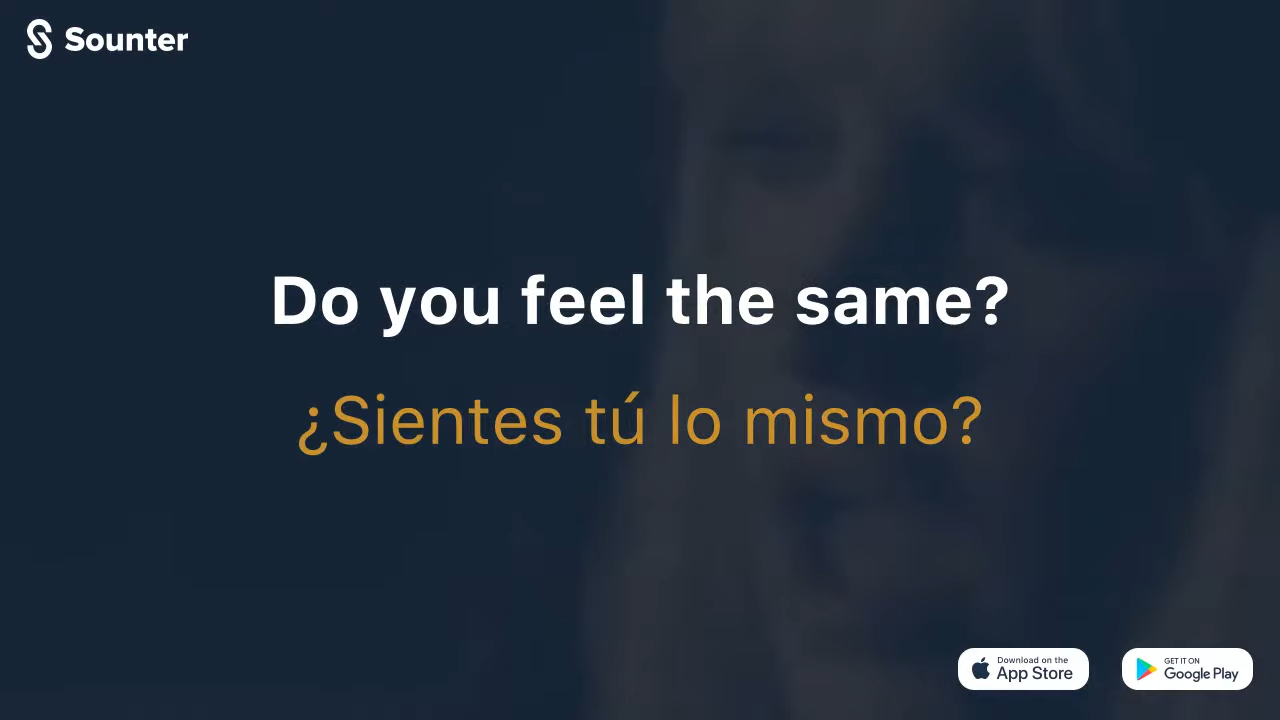 Sounter
Do you feel the same?
¿Sientes tú lo mismo?
Download on the
App Store
GET IT ON
Google Play